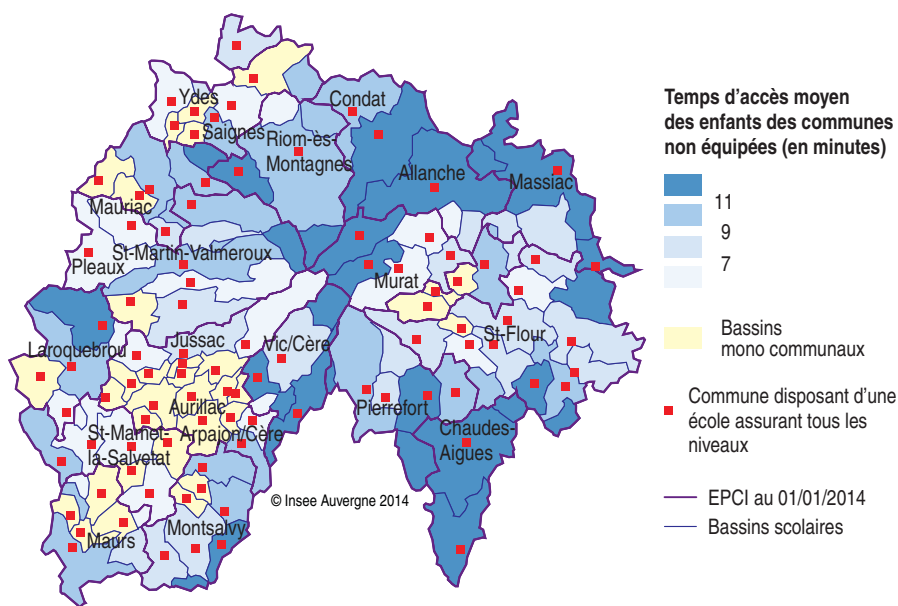 Ydes
Saignes
Condat
Riom-ès-
Montagnes
Allanche
Massiac
Mauriac
St-Martin-Valmeroux
Pleaux
Murat
Laroquebrou
Jussac
Vic/Cère
St-Flour
Aurillac
Arpajon/Cère
Pierrefort
St-Mamet-
la-Salvetat
Chaudes-
Aigues
Montsalvy
Maurs
© Insee Auvergne 2014
Temps d’accès moyen
des enfants des communes
non équipées (en minutes)
11
9
7
Bassins
mono communaux
Commune disposant d’une
école assurant tous les
niveaux
EPCI au 01/01/2014
Bassins scolaires